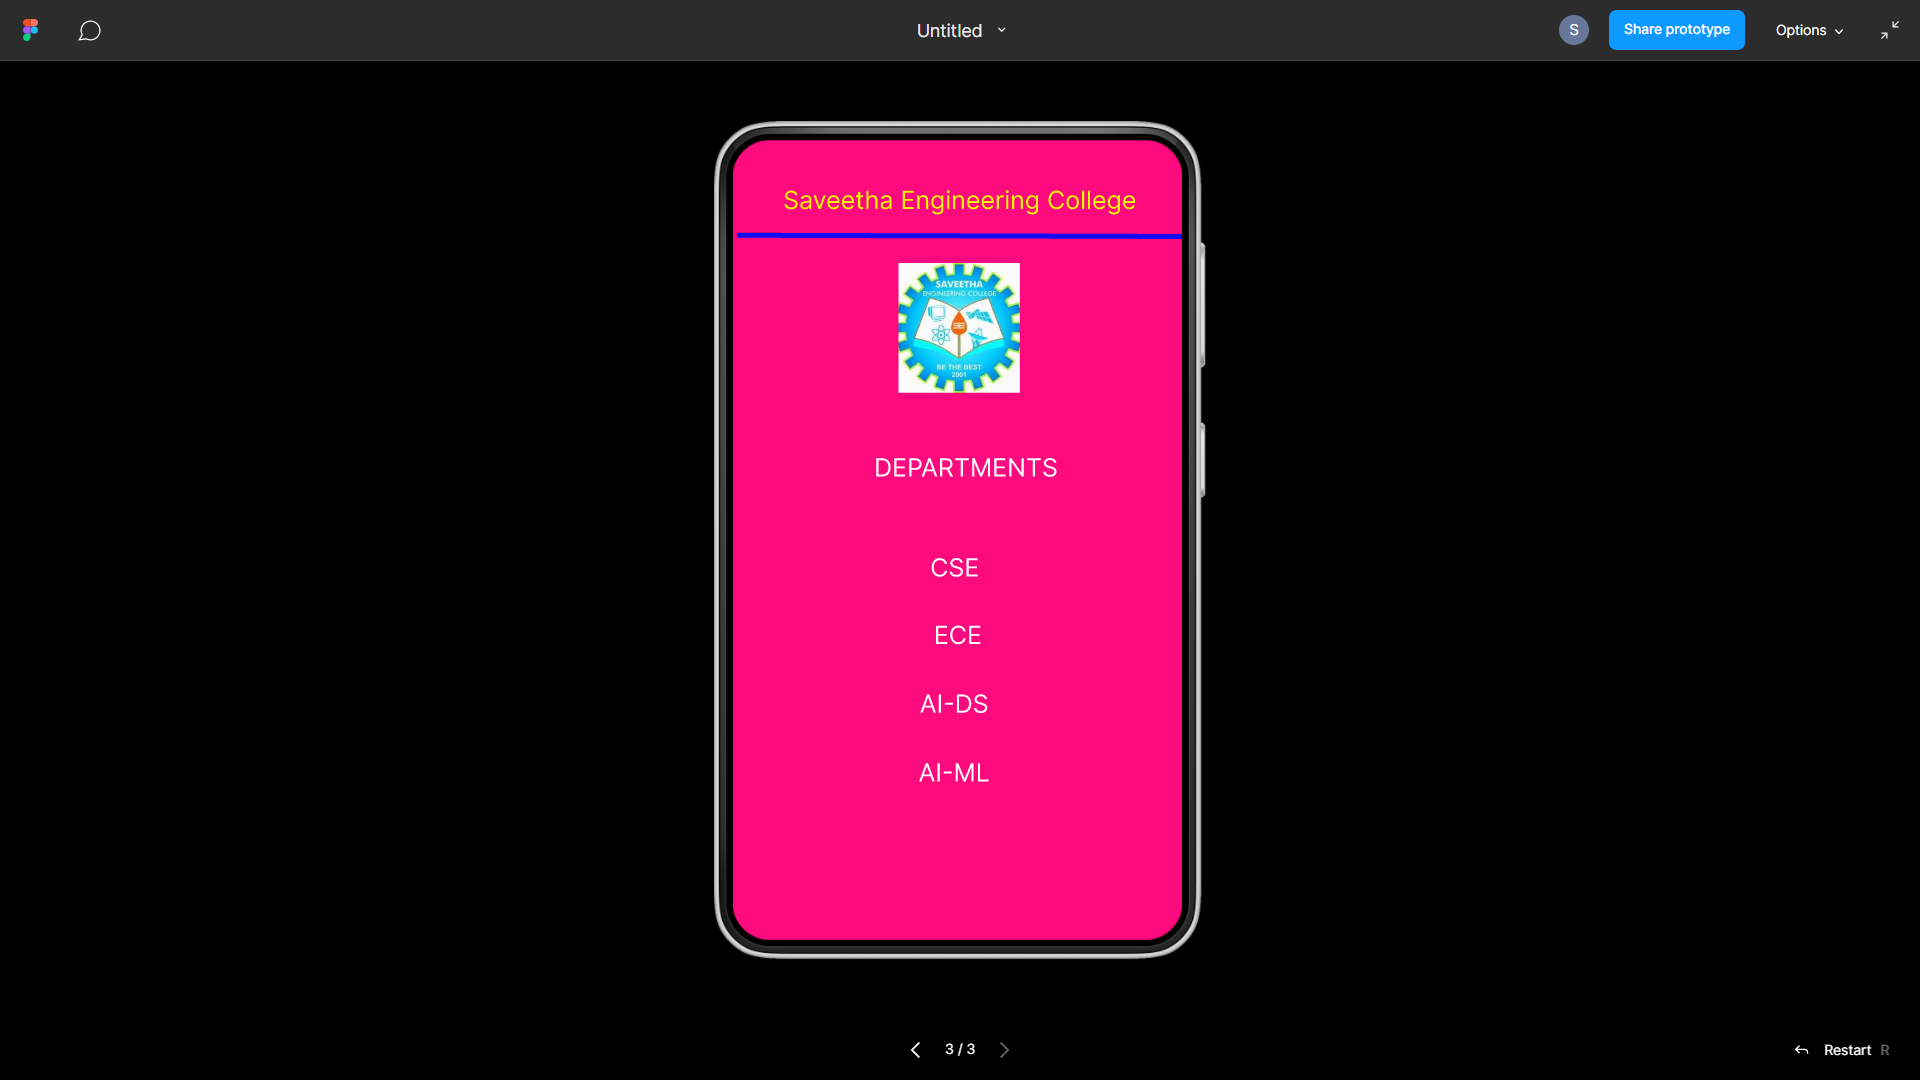 Untitled
S
Share prototype
Options
Saveetha Engineering College
SAVEETHA
ENGINEERING COLLEGE
BE THE BEST
2001
DEPARTMENTS
CSE
ECE
AI-DS
AI-ML
3 / 3
Restart R